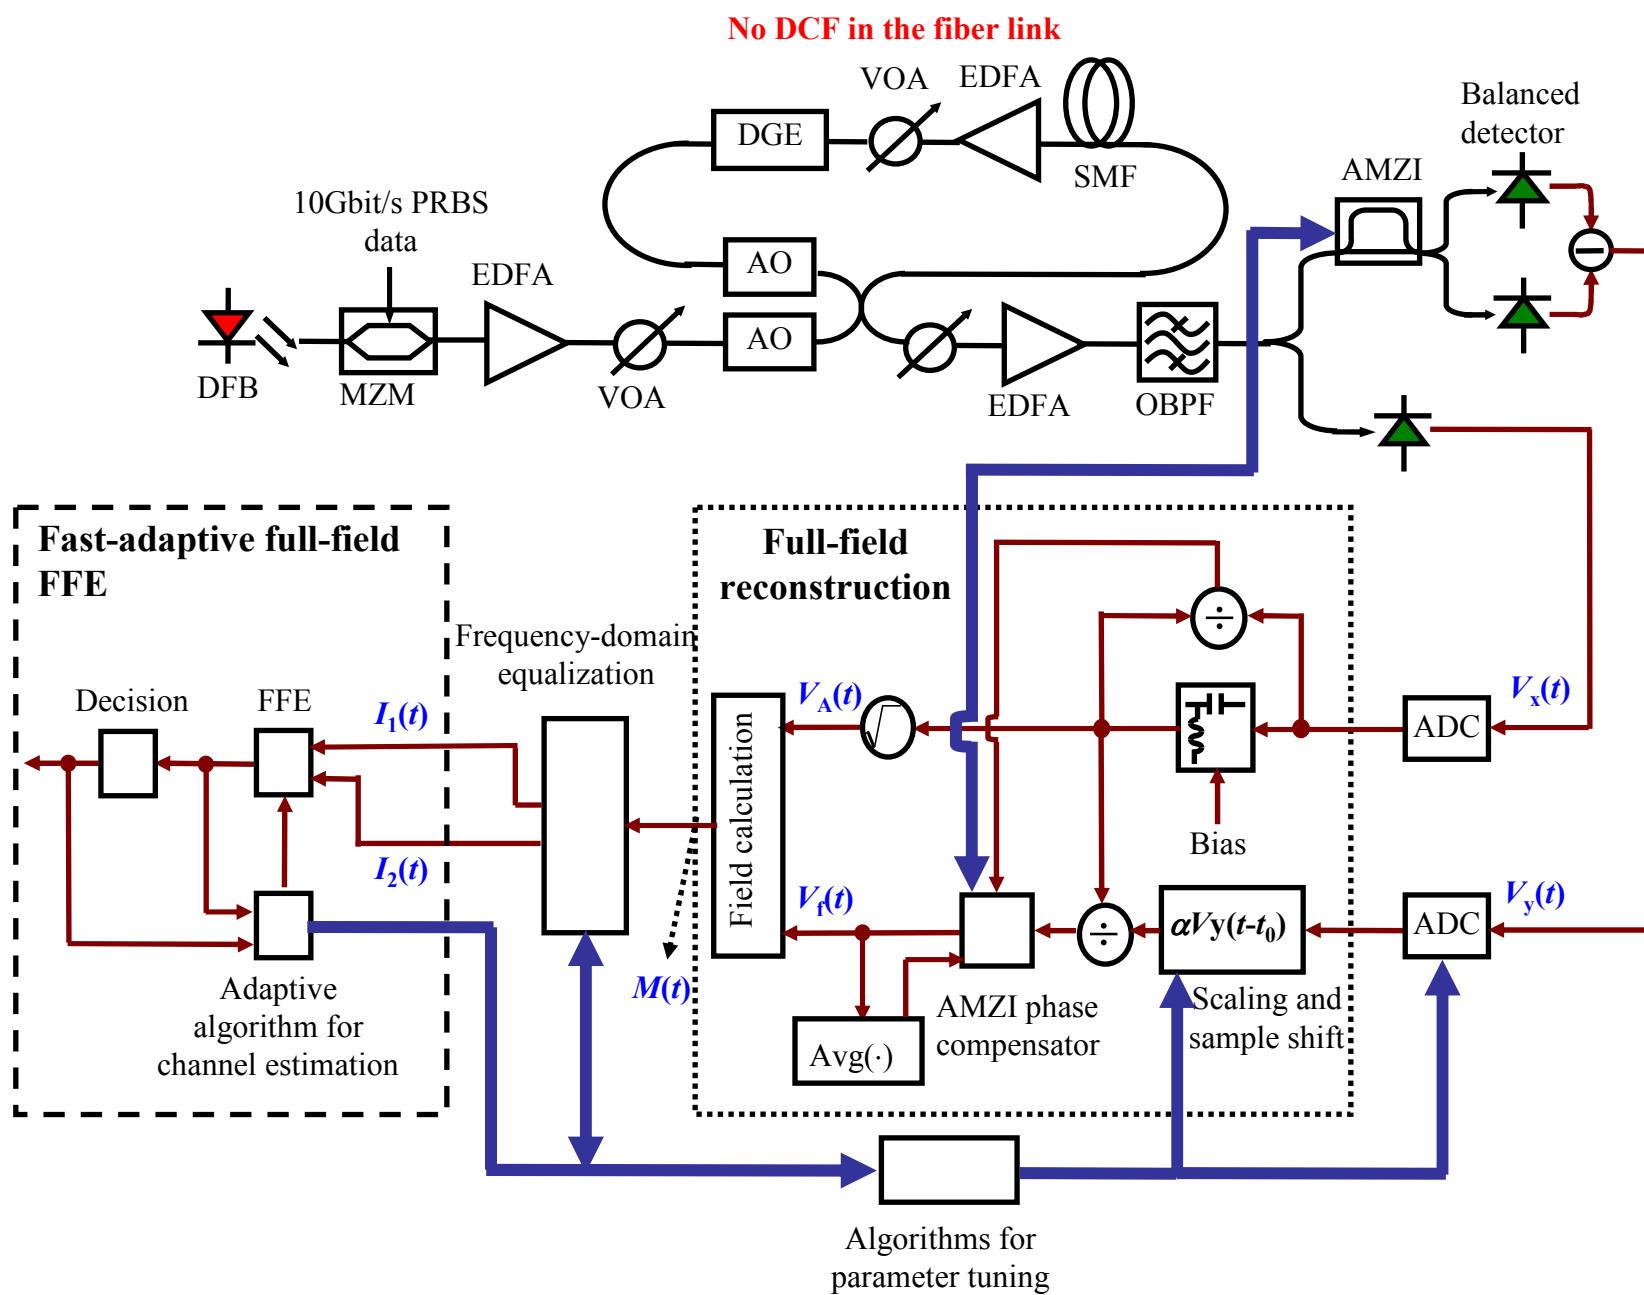 No DCF in the fiber link
VOA
EDFA
Balanced
detector
DGE
SMF
AMZI
10Gbit/s PRBS
data
EDFA
AO
AO
DFB
MZM
VOA
EDFA
OBPF
Fast-adaptive full-field
FFE
Full-field
reconstruction
÷
Frequency-domain
equalization
Decision
FFE
I1(t)
VA(t)
√
Vx(t)
ADC
Bias
Field calculation
I2(t)
Vf(t)
÷
αVy(t-t0)
Vy(t)
ADC
M(t)
Adaptive
algorithm for
channel estimation
Avg(·)
AMZI phase
compensator
Scaling and
sample shift
Algorithms for
parameter tuning